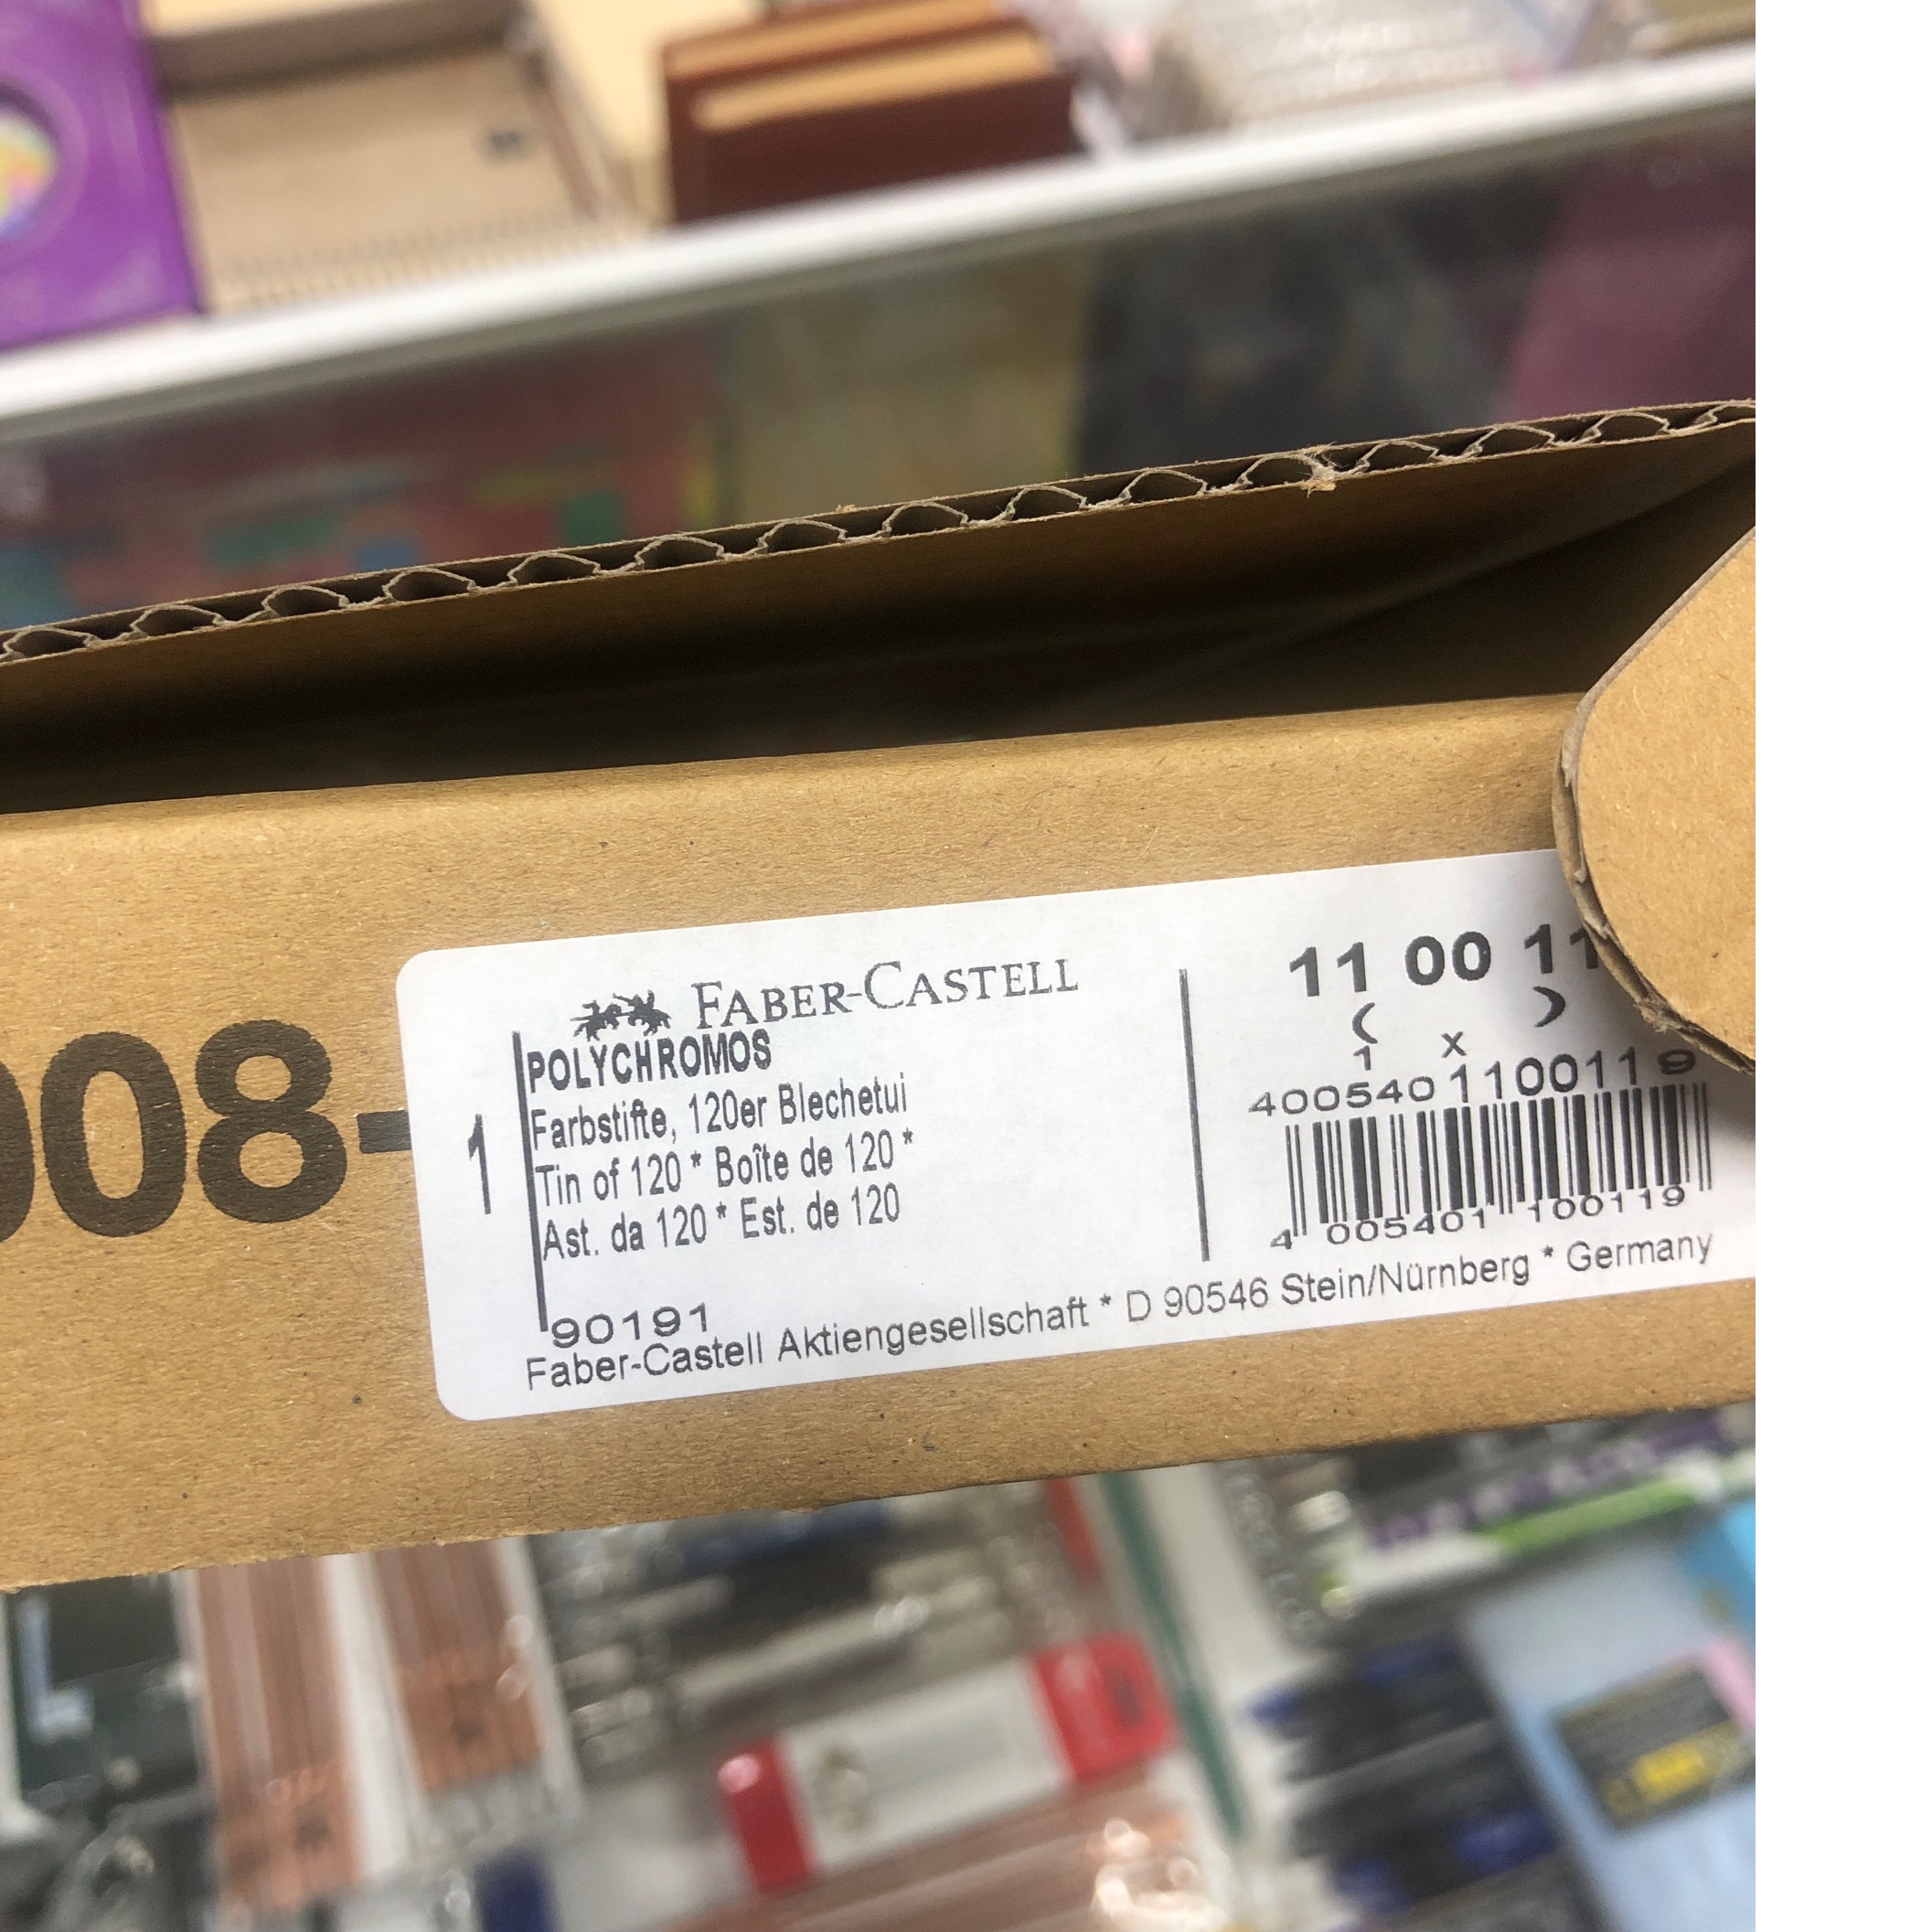 008-
FABER-CASTELL
1
POLYCHROMOS
Farbstifte, 120er Blechetui
Tin of 120 * Boîte de 120 *
Ast. da 120 * Est. de 120
90191
Faber-Castell Aktiengesellschaft * D 90546 Stein/Nürnberg * Germany
11 00 11
( )
1 x
4005401100119
4 005401 100119